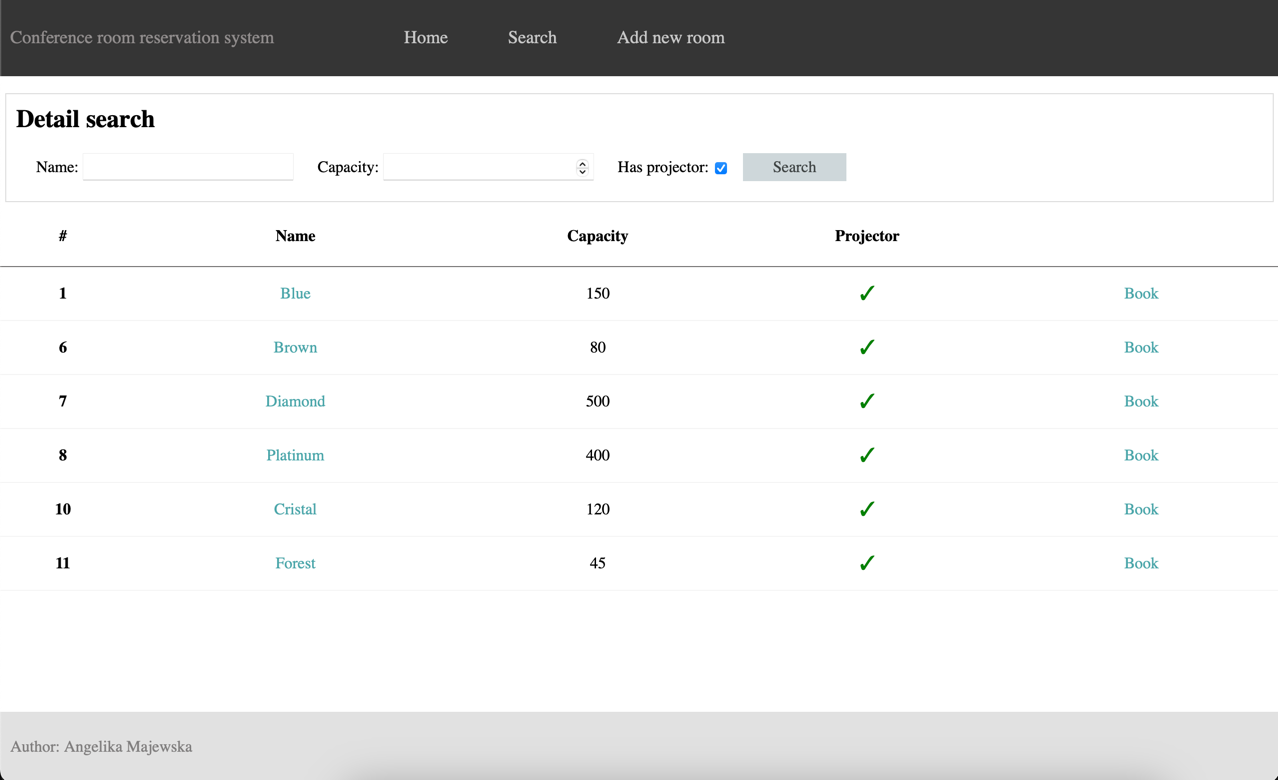 Conference room reservation system Home Search Add new room
Detail search
Name: Capacity: Has projector: Search
# Name Capacity Projector
1 Blue 150 ✓ Book
6 Brown 80 ✓ Book
7 Diamond 500 ✓ Book
8 Platinum 400 ✓ Book
10 Cristal 120 ✓ Book
11 Forest 45 ✓ Book
Author: Angelika Majewska